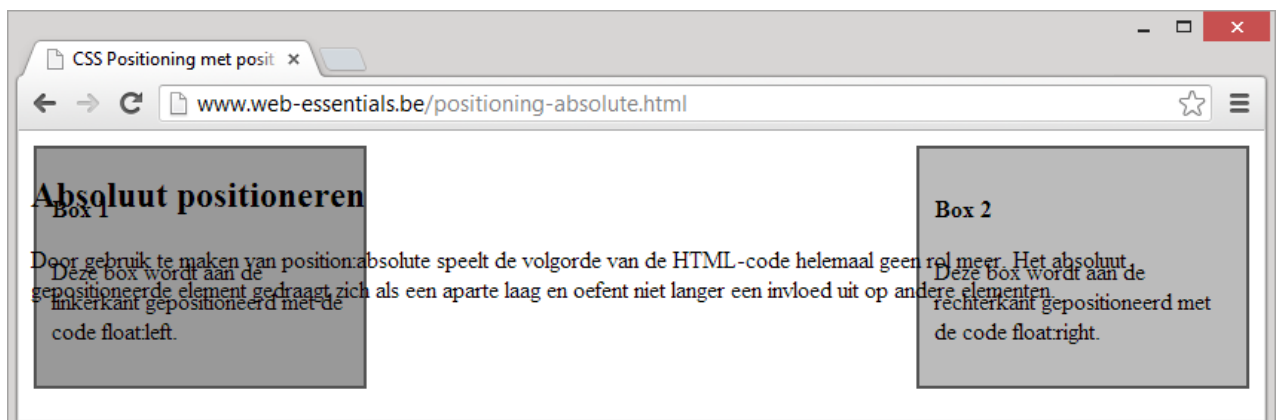 CSS Positioning met posit
www.web-essentials.be/positioning-absolute.html
Absoluut positioneren
Door gebruik te maken van position:absolute speelt de volgorde van de HTML-code helemaal geen rol meer. Het absoluut
gepositioneerde element gedraagt zich als een aparte laag en oefent niet langer een invloed uit op andere elementen.
Box 1
Deze box wordt aan de
linkerkant gepositioneerd met de
code float:left.
Box 2
Deze box wordt aan de
rechterkant gepositioneerd met
de code float:right.